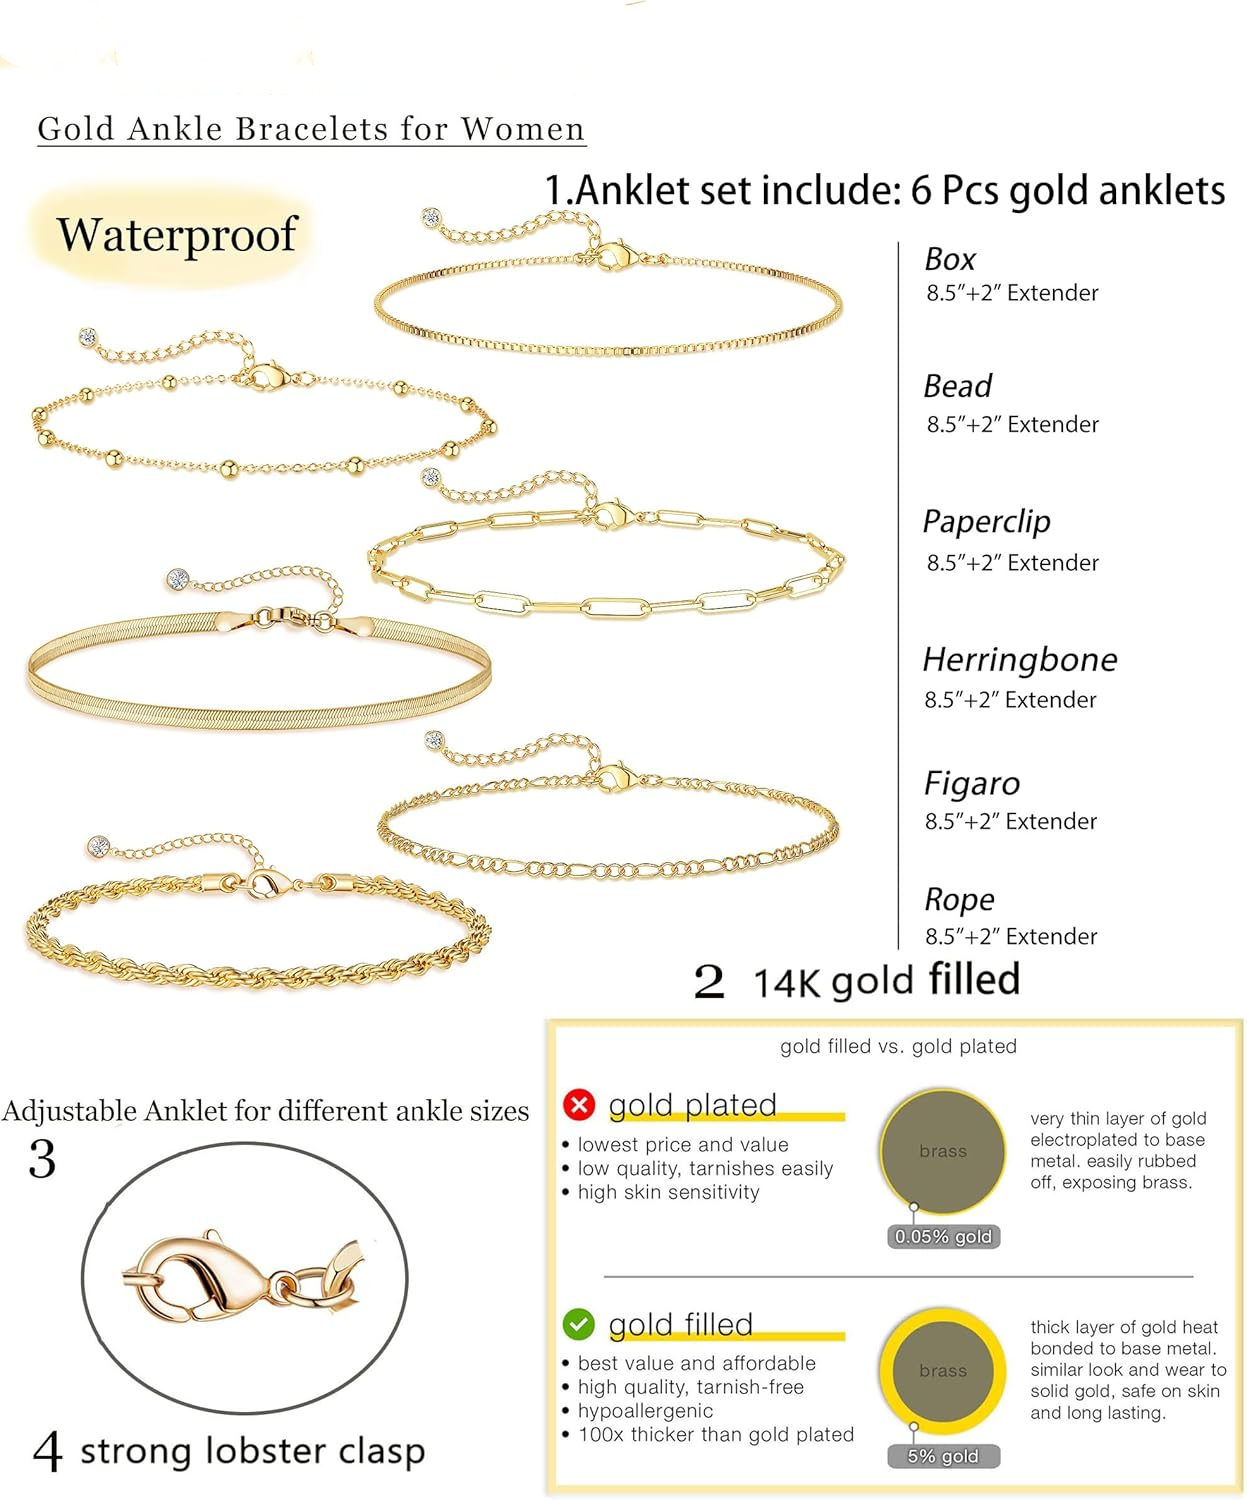 Gold Ankle Bracelets for Women
1.Anklet set include: 6 Pcs gold anklets
Waterproof
Box
8.5"+2" Extender
Bead
8.5"+2" Extender
Paperclip
8.5"+2" Extender
Herringbone
8.5"+2" Extender
Figaro
8.5"+2" Extender
Rope
8.5"+2" Extender
2 14K gold filled
Adjustable Anklet for different ankle sizes
3
4 strong lobster clasp
gold filled vs. gold plated
gold plated
• lowest price and value
• low quality, tarnishes easily
• high skin sensitivity
brass
0.05% gold
very thin layer of gold
electroplated to base
metal. easily rubbed
off, exposing brass.
gold filled
• best value and affordable
• high quality, tarnish-free
• hypoallergenic
• 100x thicker than gold plated
brass
5% gold
thick layer of gold heat
bonded to base metal.
similar look and wear to
solid gold, safe on skin
and long lasting.